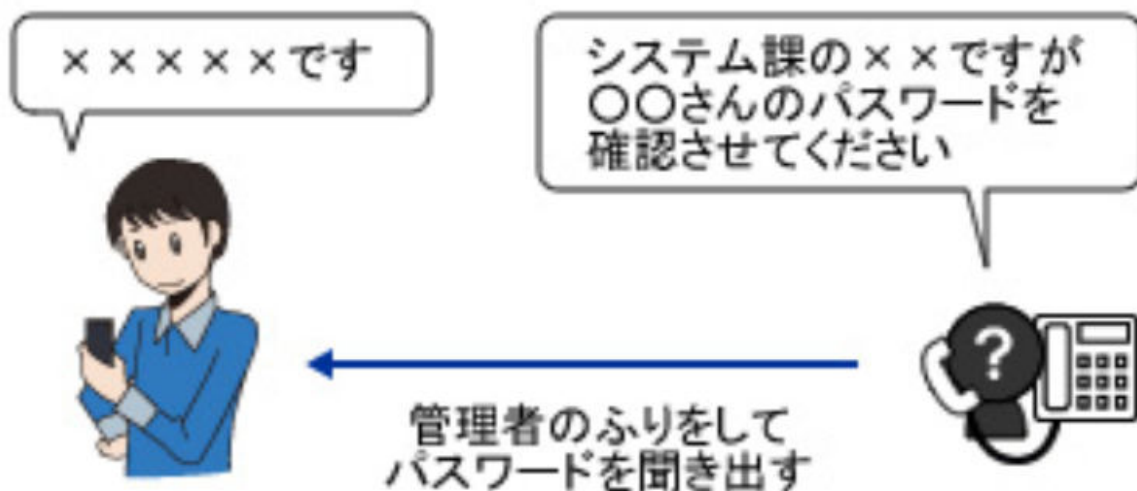 ×××××です
システム課の××ですが
〇〇さんのパスワードを
確認させてください
?
管理者のふりをして
パスワードを聞き出す